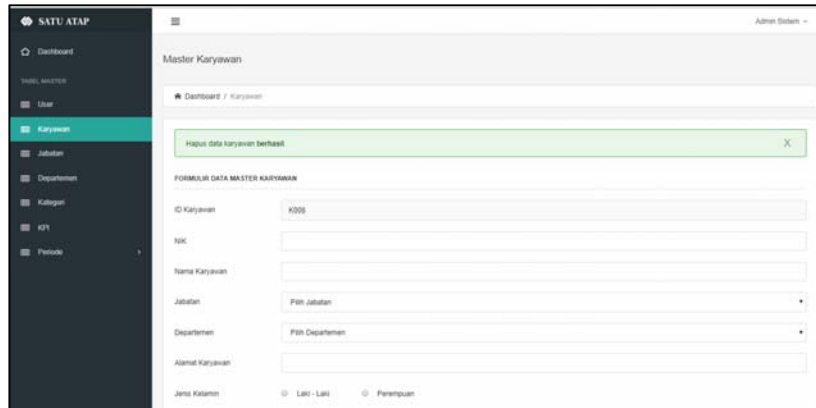 SATU ATAP
Admin Sistem
Dashboard
Master Karyawan
TABEL MASTER
Dashboard / Karyawan
User
Karyawan
Hapus data karyawan berhasil.
X
Jabatan
Departemen
FORMULIR DATA MASTER KARYAWAN
Kategori
ID Karyawan
KPI
NIK
Periode
Nama Karyawan
Jabatan
Pilih Jabatan
Departemen
Pilih Departemen
Alamat Karyawan
Jenis Kelamin
Laki - Laki
Perempuan